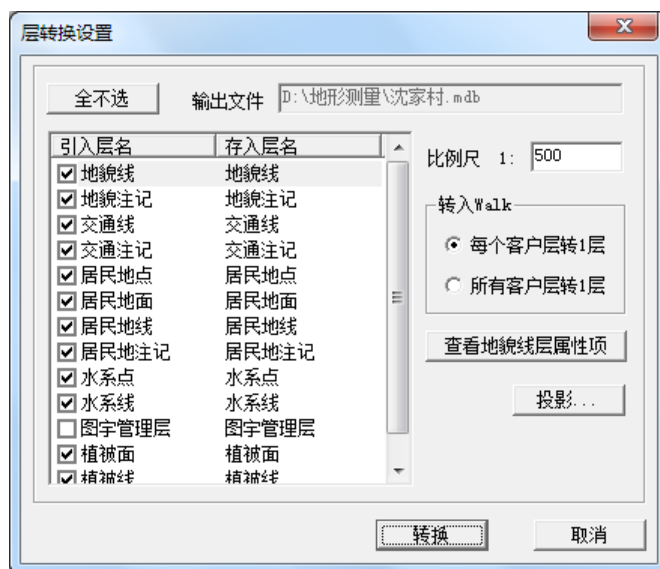 层转换设置
全不选 输出文件 D:\地形测量\沈家村.mdb
引入层名 存入层名
地貌线 地貌线
地貌注记 地貌注记
交通线 交通线
交通注记 交通注记
居民地点 居民地点
居民地面 居民地面
居民地线 居民地线
居民地注记 居民地注记
水系点 水系点
水系线 水系线
图字管理层 图字管理层
植被面 植被面
植被线 植被线
比例尺 1: 500
转入Walk
每个客户层转1层
所有客户层转1层
查看地貌线层属性项
投影...
转换 取消